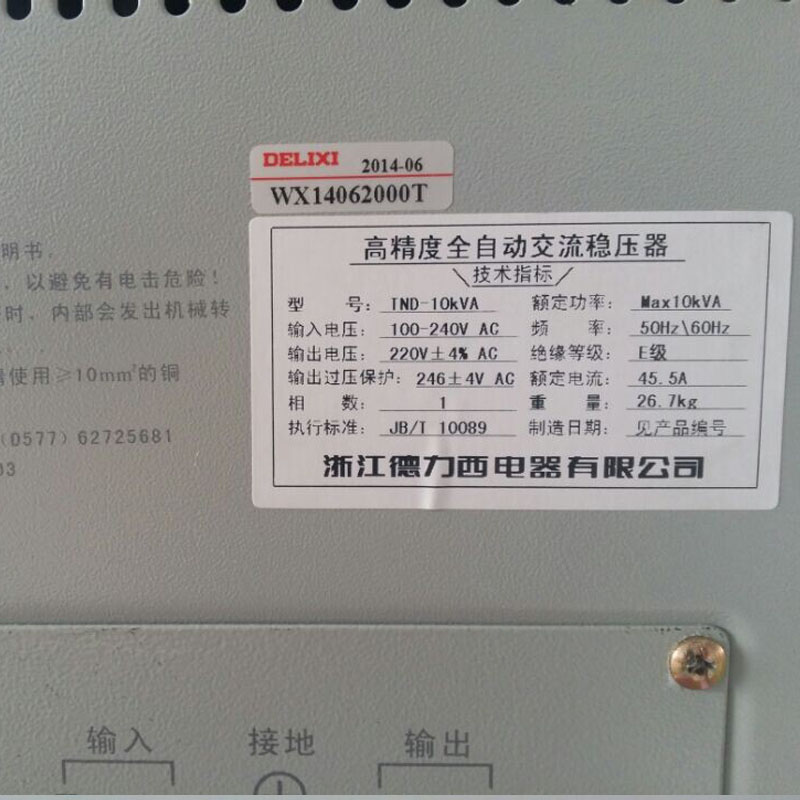 DELIXI 2014-06
WX14062000T
高精度全自动交流稳压器
技术指标
型 号: TND-10kVA 额定功率: Max10kVA
输入电压: 100-240V AC 频 率: 50Hz\60Hz
输出电压: 220V±4% AC 绝缘等级: E级
输出过压保护: 246±4V AC 额定电流: 45.5A
相 数: 1 重 量: 26.7kg
执行标准: JB/T 10089 制造日期: 见产品编号
浙江德力西电器有限公司
明书。
，以避免有电击危险！
时，内部会发出机械转
使用≥10mm²的铜
(0577) 62725681
03
输入 接地 输出